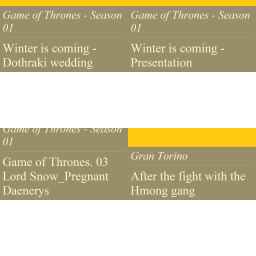 Game of Thrones - Season
01
Winter is coming -
Dothraki wedding
Game of Thrones - Season
01
Winter is coming -
Presentation
Game of Thrones - Season
01
Game of Thrones. 03
Lord Snow_Pregnant
Daenerys
Gran Torino
After the fight with the
Hmong gang